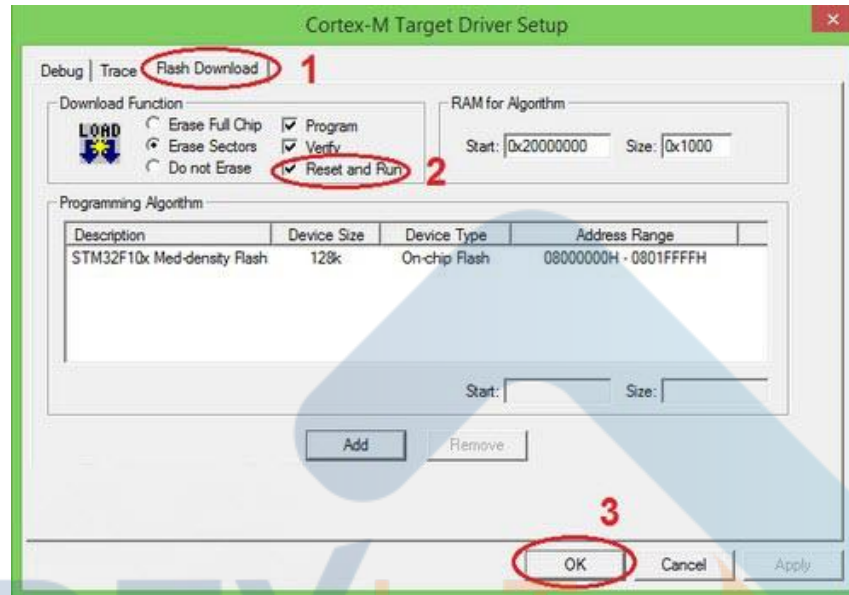 Cortex-M Target Driver Setup
×
Debug
Trace
Flash Download
1
Download Function
LOAD
Erase Full Chip
Erase Sectors
Do not Erase
Program
Verify
Reset and Run
2
RAM for Algorithm
Start: 0x20000000
Size: 0x1000
Programming Algorithm
Description Device Size Device Type Address Range
STM32F10x Med-density Flash 128k On-chip Flash 08000000H - 0801FFFFH
Start:
Size:
Add
Remove
3
OK
Cancel
Apply